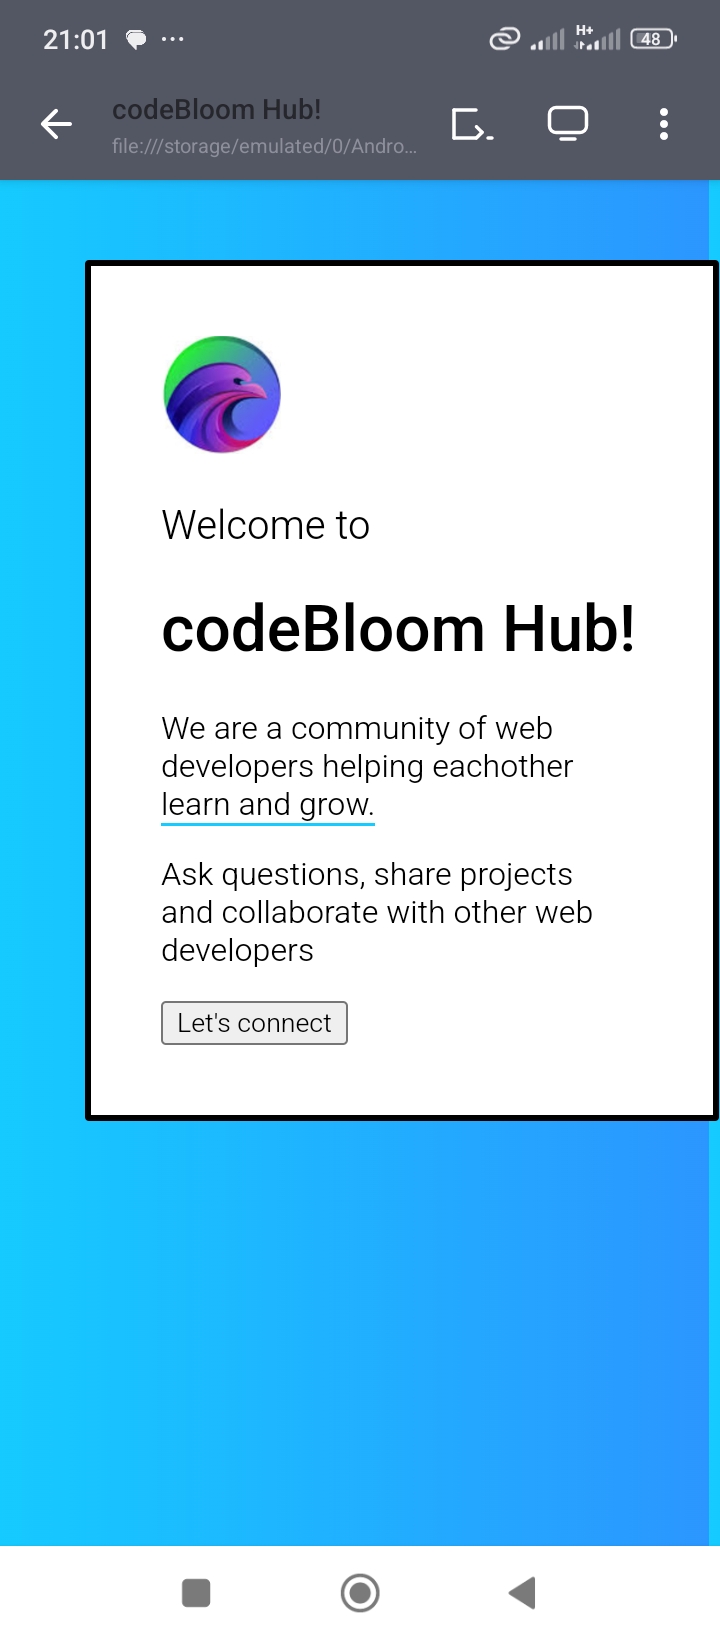 21:01
H+
48
codeBloom Hub!
file:///storage/emulated/0/Andro...
Welcome to
codeBloom Hub!
We are a community of web
developers helping eachother
learn and grow.
Ask questions, share projects
and collaborate with other web
developers
Let's connect